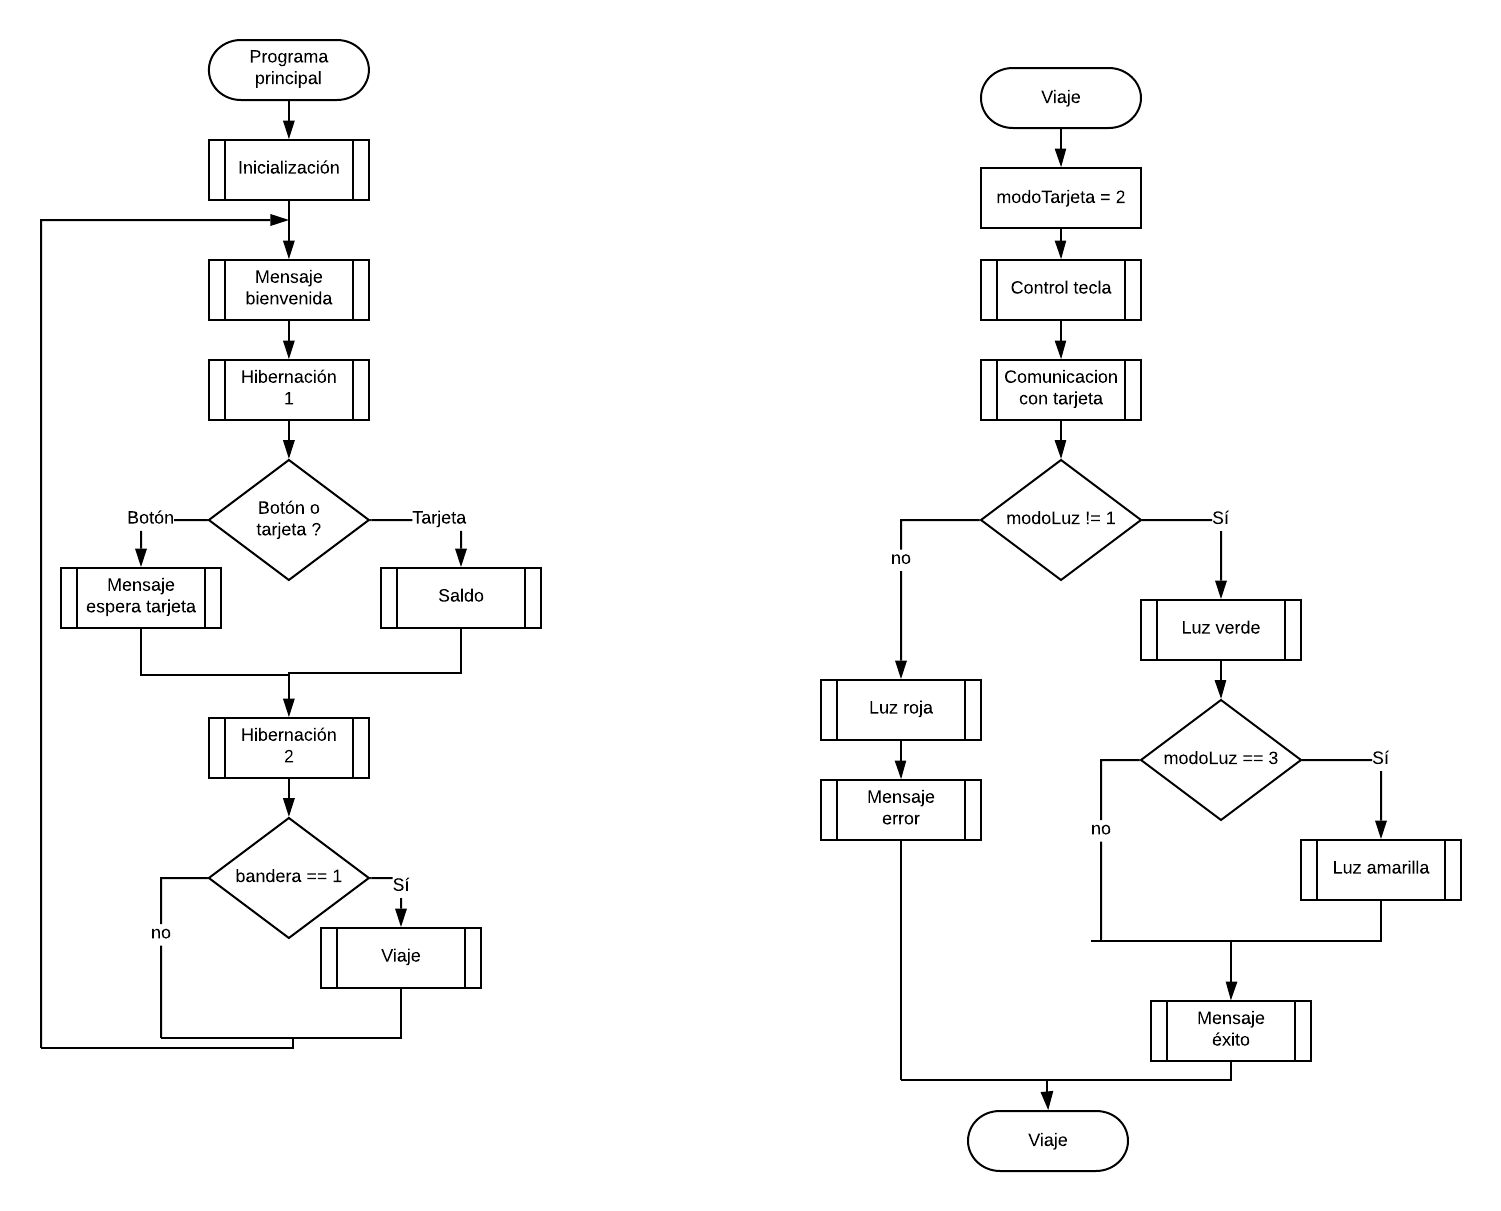 Programa
principal
Inicialización
Mensaje
bienvenida
Hibernación
1
Botón o
tarjeta ?
Botón
Tarjeta
Mensaje
espera tarjeta
Saldo
Hibernación
2
bandera == 1
Sí
no
Viaje
Viaje
modoTarjeta = 2
Control tecla
Comunicacion
con tarjeta
modoLuz != 1
Sí
no
Luz verde
Luz roja
modoLuz == 3
Sí
no
Mensaje
error
Luz amarilla
Mensaje
éxito
Viaje